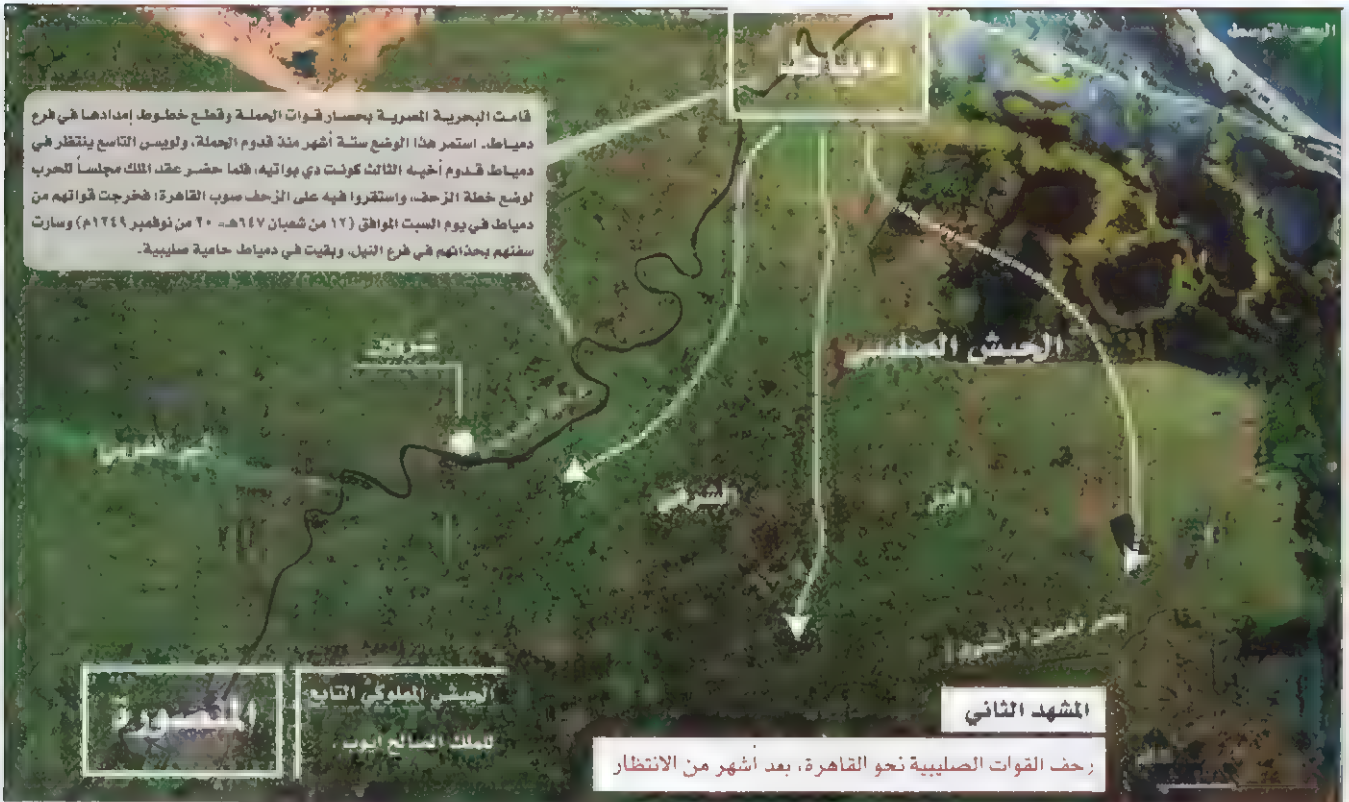 دمياط
قامت البحرية المصرية بحصار قوات الحملة وقطع خطوط إمدادها في فرع
دمياط. استمر هذا الوضع ستة أشهر منذ قدوم الحملة، ولويس التاسع ينتظر في
دمياط قدوم أخيه الثالث كونت دي بواتيه، فلما حضر عقد الملك مجلساً للحرب
لوضع خطة الزحف، واستقروا فيه على الزحف صوب القاهرة؛ فخرجت قواتهم من
دمياط في يوم السبت الموافق (١٢ من شعبان ٦٤٧هـ= ٢٠ من نوفمبر ١٢٤٩م) وسارت
سفنهم بحذائهم في فرع النيل، وبقيت في دمياط حامية صليبية.
الجيش الصليبي
الجيش المملوكي التابع
للملك الصالح أيوب .
المنصورة
المشهد الثاني
زحف القوات الصليبية نحو القاهرة، بعد أشهر من الانتظار